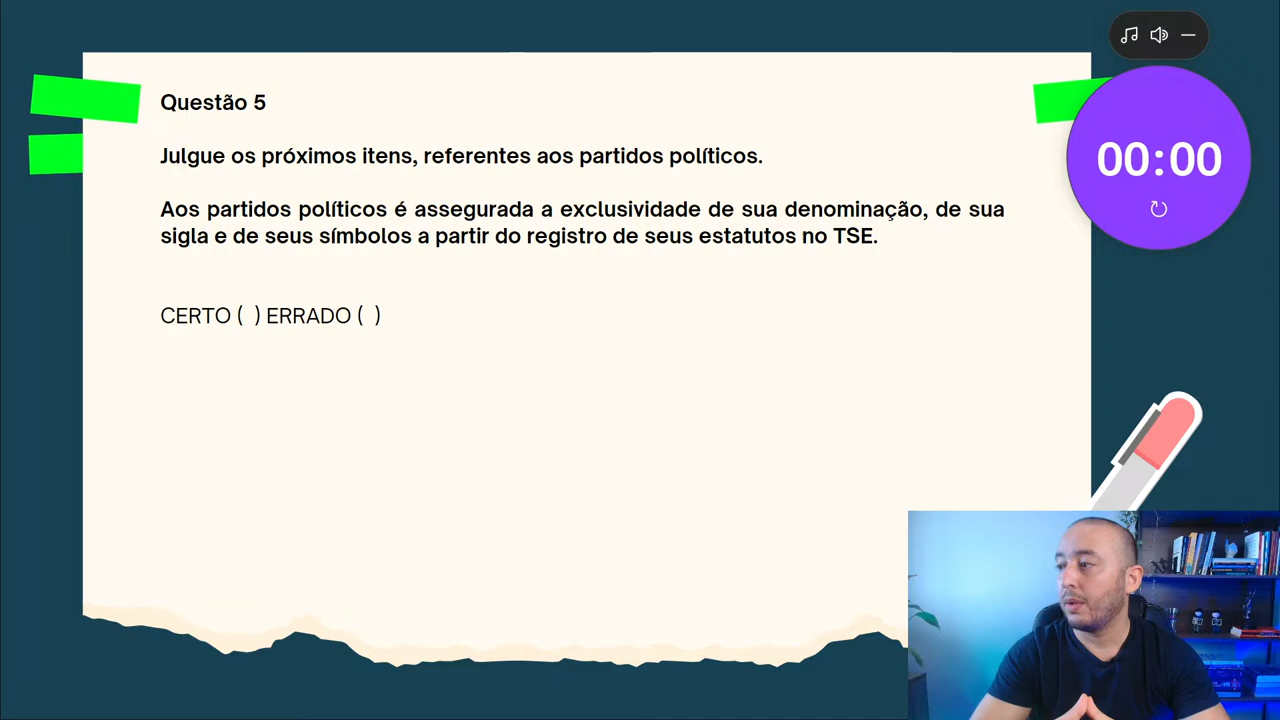 Questão 5
Julgue os próximos itens, referentes aos partidos políticos.
Aos partidos políticos é assegurada a exclusividade de sua denominação, de sua
sigla e de seus símbolos a partir do registro de seus estatutos no TSE.
CERTO ( ) ERRADO ( )
00:00